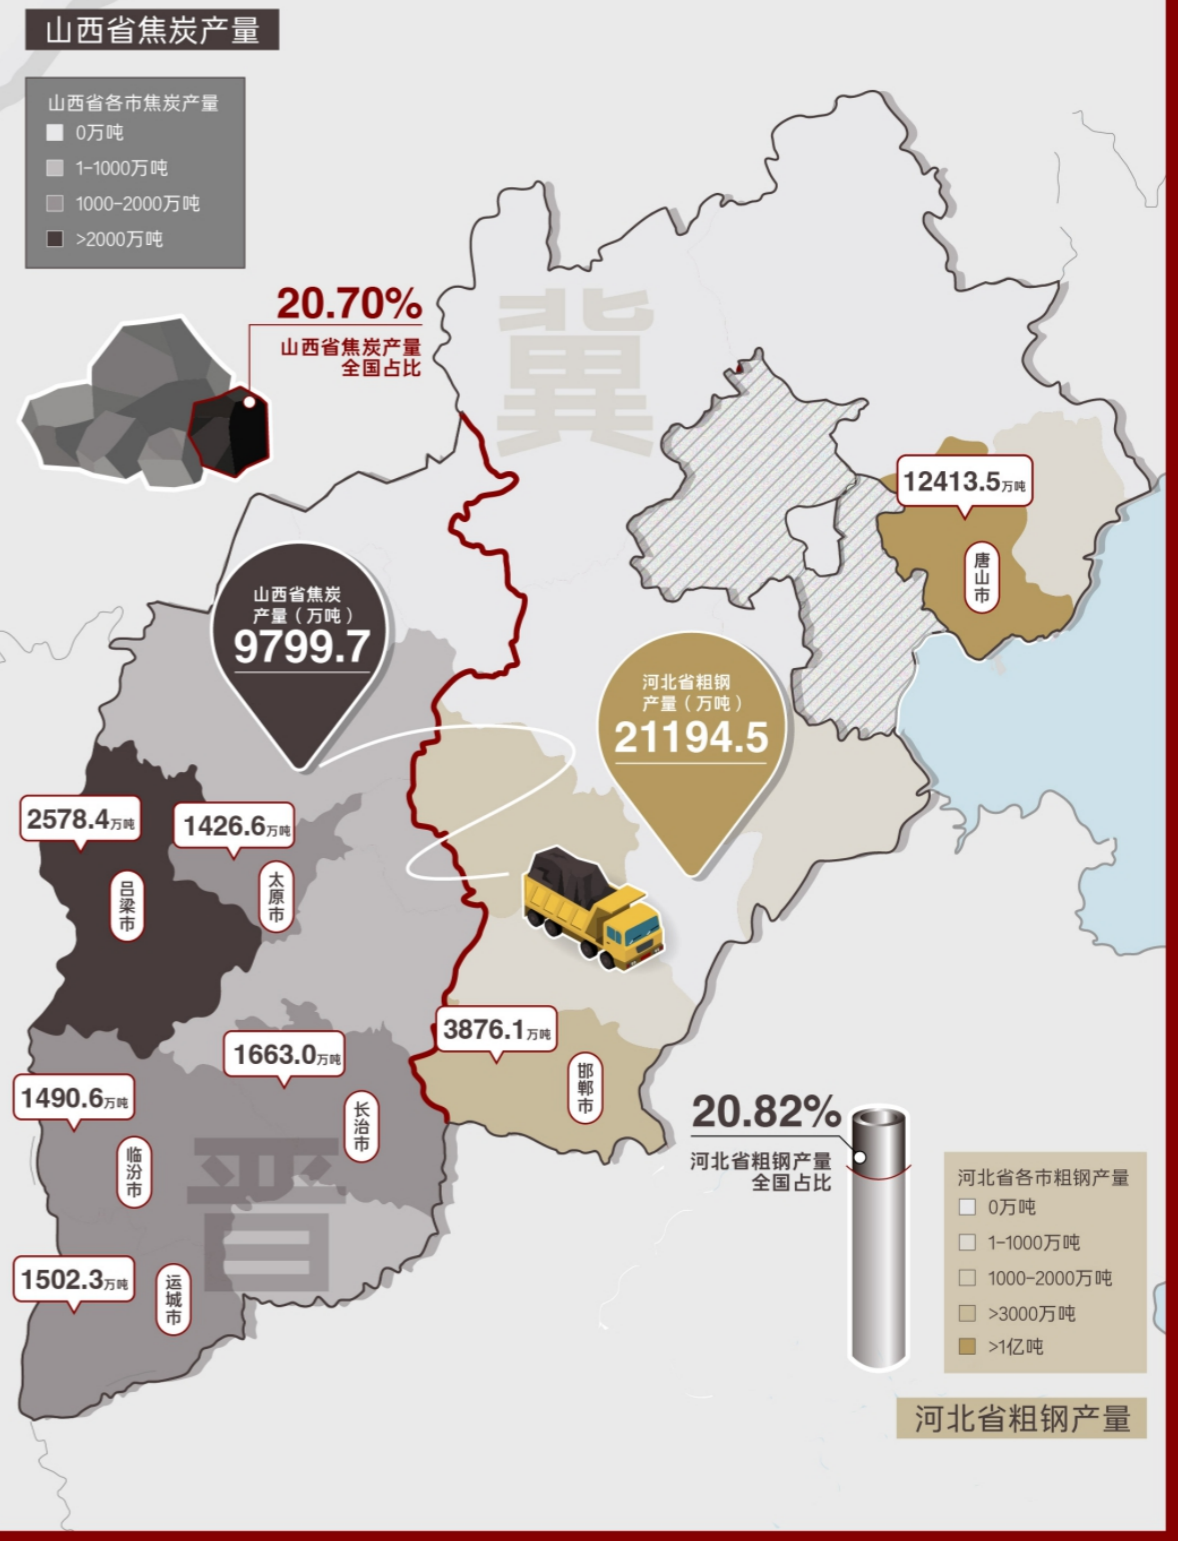 山西省焦炭产量
山西省各市焦炭产量
0万吨
1-1000万吨
1000-2000万吨
>2000万吨
20.70%
山西省焦炭产量
全国占比
冀
12413.5万吨
唐山市
山西省焦炭
产量（万吨）
9799.7
河北省粗钢
产量（万吨）
21194.5
2578.4万吨
吕梁市
1426.6万吨
太原市
3876.1万吨
邯郸市
1663.0万吨
长治市
1490.6万吨
临汾市
晋
1502.3万吨
运城市
20.82%
河北省粗钢产量
全国占比
河北省各市粗钢产量
0万吨
1-1000万吨
1000-2000万吨
>3000万吨
>1亿吨
河北省粗钢产量